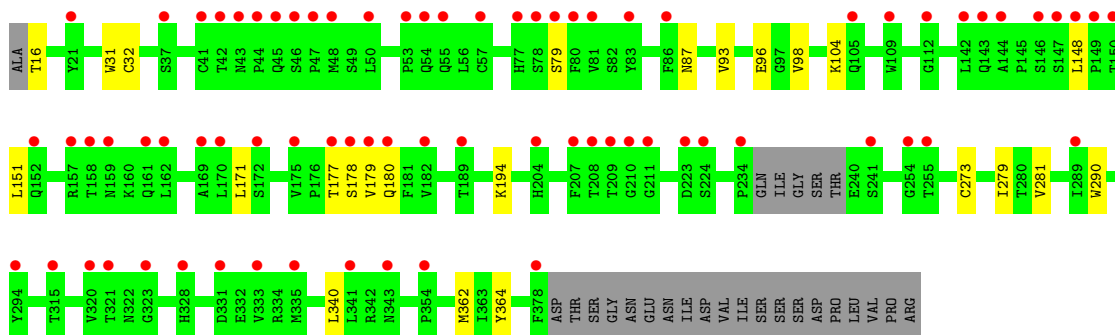 ALA T16 Y21 W31 C32 S37 C41 T42 N43 P44 Q45 S46 P47 M48 S49 L50 P53 Q54 Q55 L56 C57 H77 S78 S79 F80 V81 S82 Y83 F86 N87 V93 E96 G97 V98 K104 Q105 W109 G112 L142 Q143 A144 P145 S146 S147 L148 P149 T150
L151 Q152 R157 T158 N159 K160 Q161 L162 A169 L170 L171 S172 V175 P176 T177 S178 V179 Q180 F181 V182 T189 K194 H204 F207 T208 T209 G210 G211 D223 S224 P234 GLN ILE GLY SER THR E240 S241 G254 T255 C273 I279 T280 V281 I289 W290
Y294 T315 V320 T321 N322 G323 H328 D331 E332 V333 R334 M335 L340 L341 R342 N343 P354 M362 I363 Y364 F378 ASP THR SER GLY ASN GLU ASN ILE ASP VAL ILE SER SER SER ASP PRO LEU VAL PRO ARG